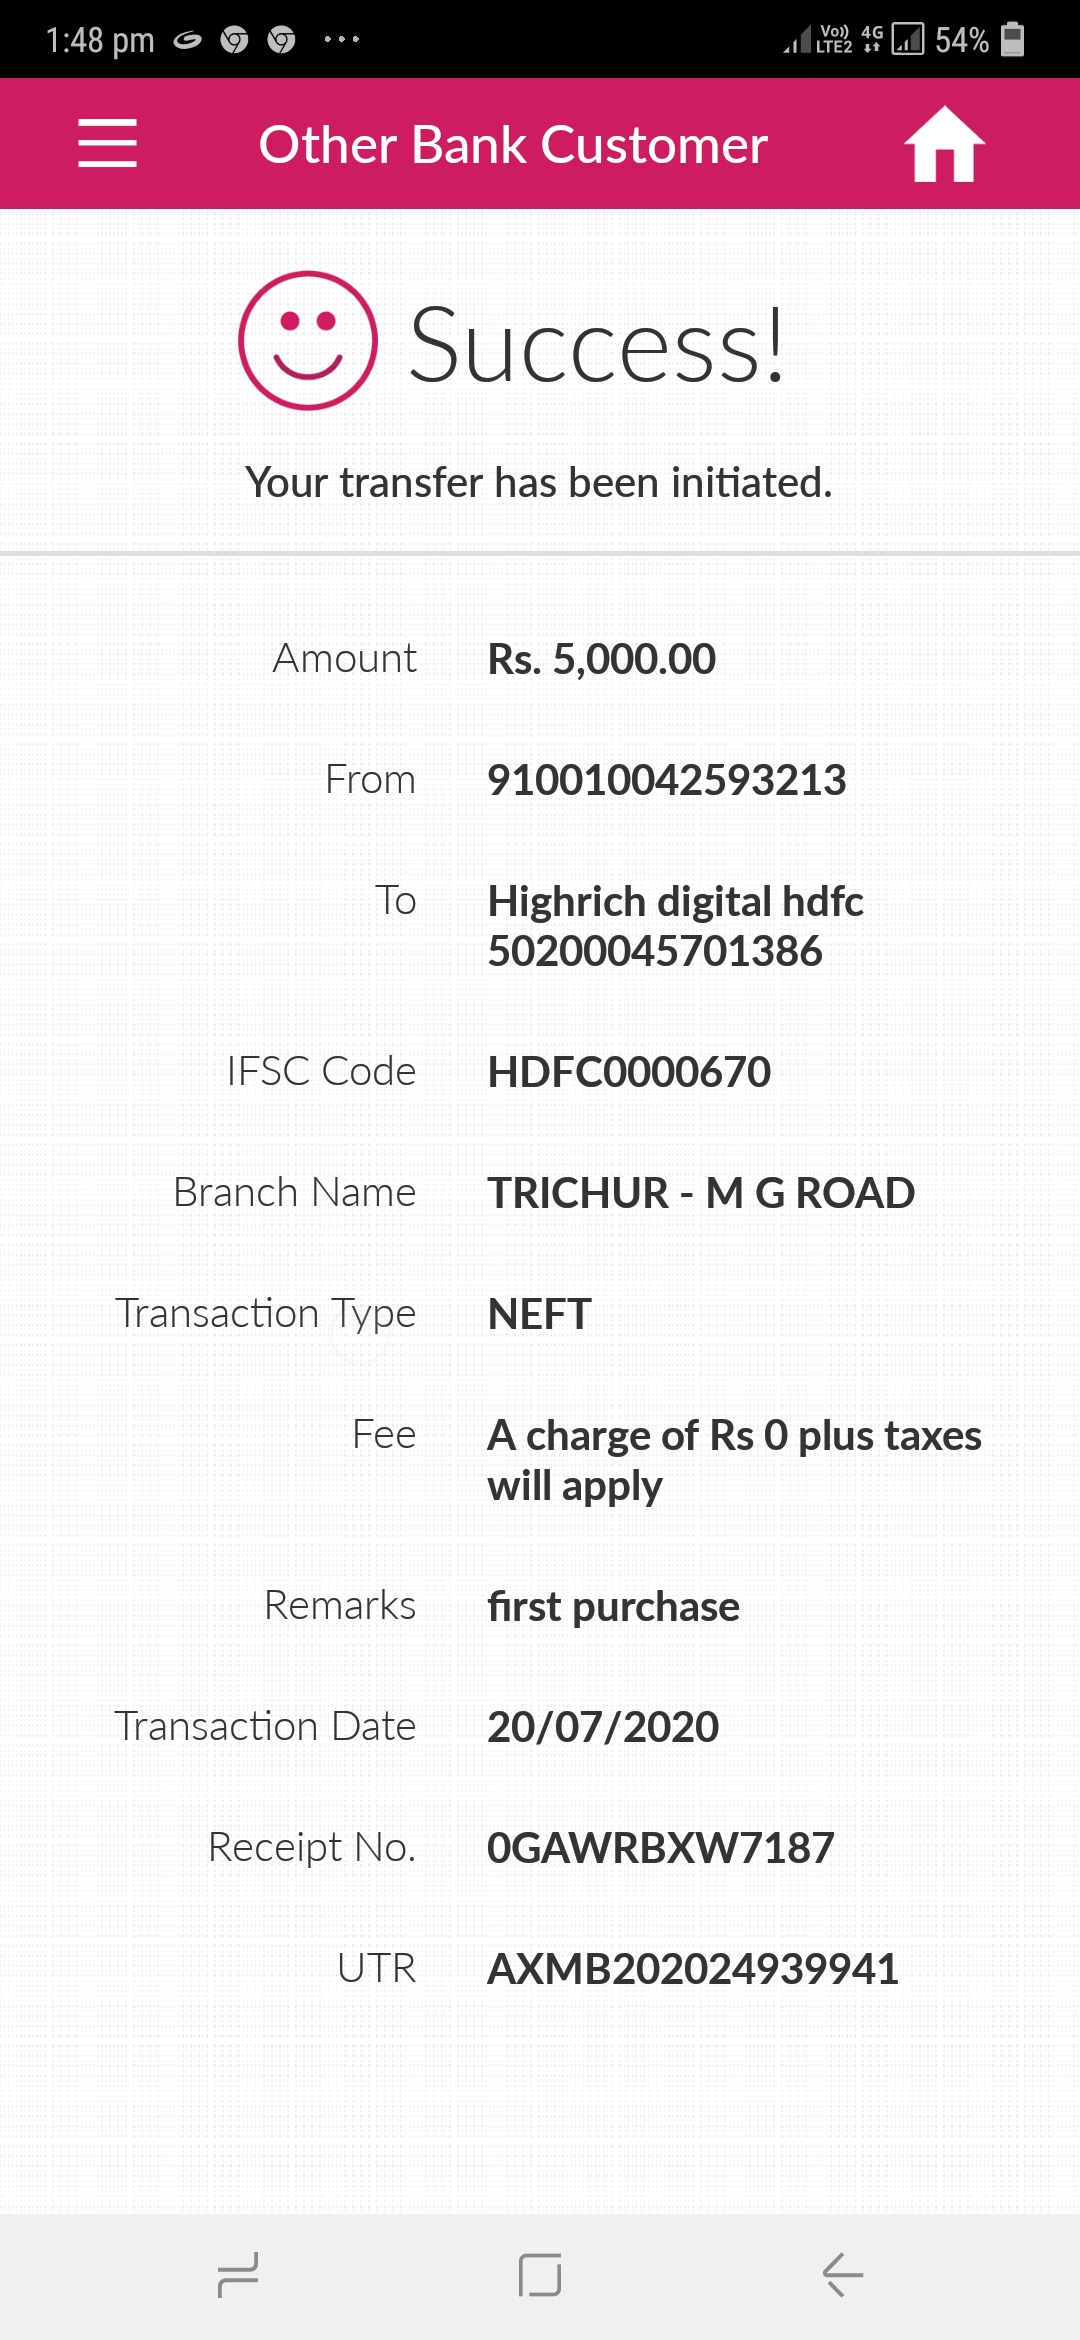 1:48 pm
Vo)) LTE2 4G 54%
Other Bank Customer
Success!
Your transfer has been initiated.
Amount Rs. 5,000.00
From 910010042593213
To Highrich digital hdfc
50200045701386
IFSC Code HDFC0000670
Branch Name TRICHUR - M G ROAD
Transaction Type NEFT
Fee A charge of Rs 0 plus taxes
will apply
Remarks first purchase
Transaction Date 20/07/2020
Receipt No. 0GAWRBXW7187
UTR AXMB202024939941